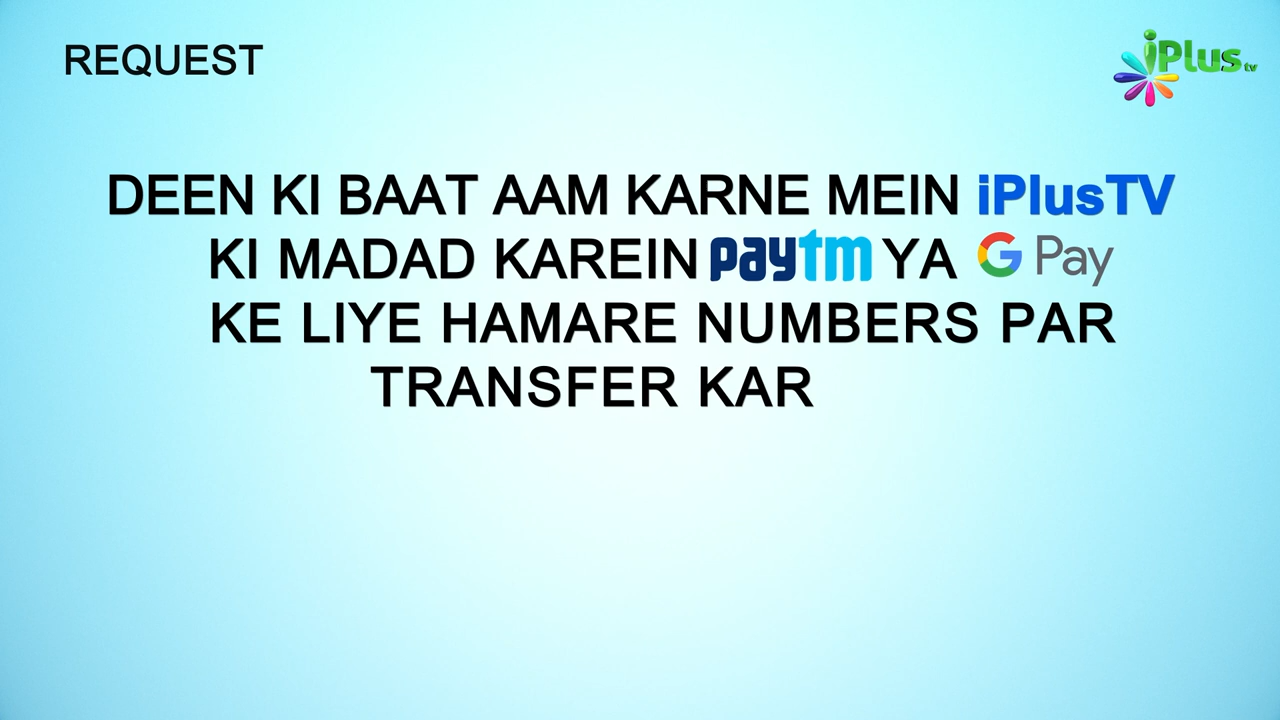 REQUEST
iPlus tv
DEEN KI BAAT AAM KARNE MEIN iPlusTV
KI MADAD KAREIN paytm YA G Pay
KE LIYE HAMARE NUMBERS PAR
TRANSFER KAR